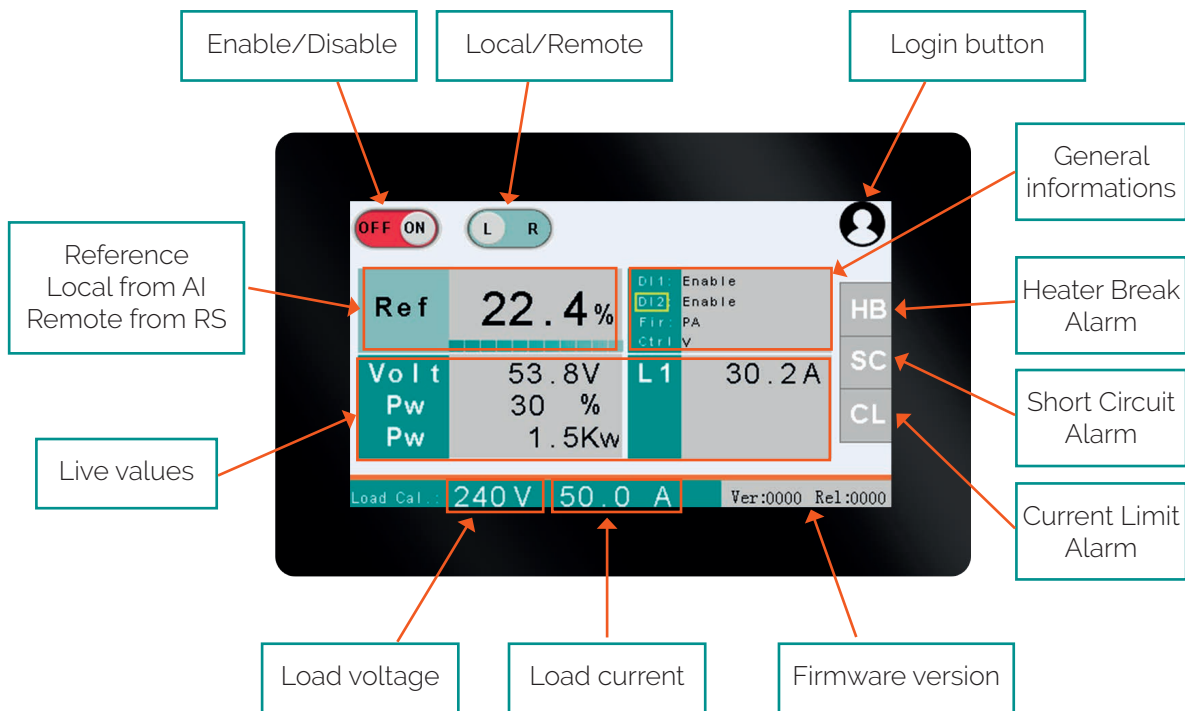 Enable/Disable
Local/Remote
Login button
General
informations
OFF ON
L R
Reference
Local from AI
Remote from RS
Ref 22.4%
DI1: Enable
DI2: Enable
Fir: PA
Ctrl V
HB
SC
CL
Heater Break
Alarm
Short Circuit
Alarm
Current Limit
Alarm
Volt 53.8V
Pw 30 %
Pw 1.5Kw
L1 30.2A
Live values
Load Cal.: 240V 50.0 A Ver:0000 Rel:0000
Load voltage
Load current
Firmware version